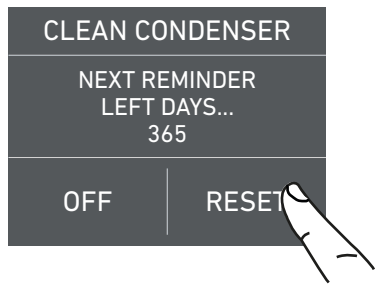 CLEAN CONDENSER
NEXT REMINDER
LEFT DAYS...
365
OFF
RESET